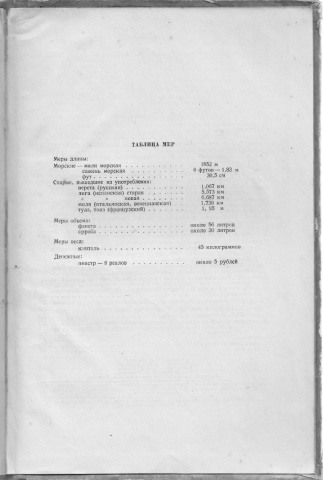 ТАБЛИЦА МЕР
Меры длины:
Морские — миля морская . . . . . . . . . . 1852 м
сажень морская . . . . . . . . 6 футов — 1,83 м
фут . . . . . . . . . . . . 30,5 см
Старые, вышедшие из употребления:
верста (русская) . . . . . . . . 1,067 км
лига (испанская) старая . . . . . . . 5,573 км
» » новая . . . . . . . 6,687 км
миля (итальянская, венецианская) . . . 1,739 км
туаз, тоаз (французский) . . . . . . 1,95 м
Меры объема:
фанега . . . . . . . . . . . . около 56 литров
арроба . . . . . . . . . . . . около 30 литров
Меры веса:
кинталь . . . . . . . . . . . 45 килограммов
Денежные:
пиастр — 8 реалов . . . . . . . около 5 рублей